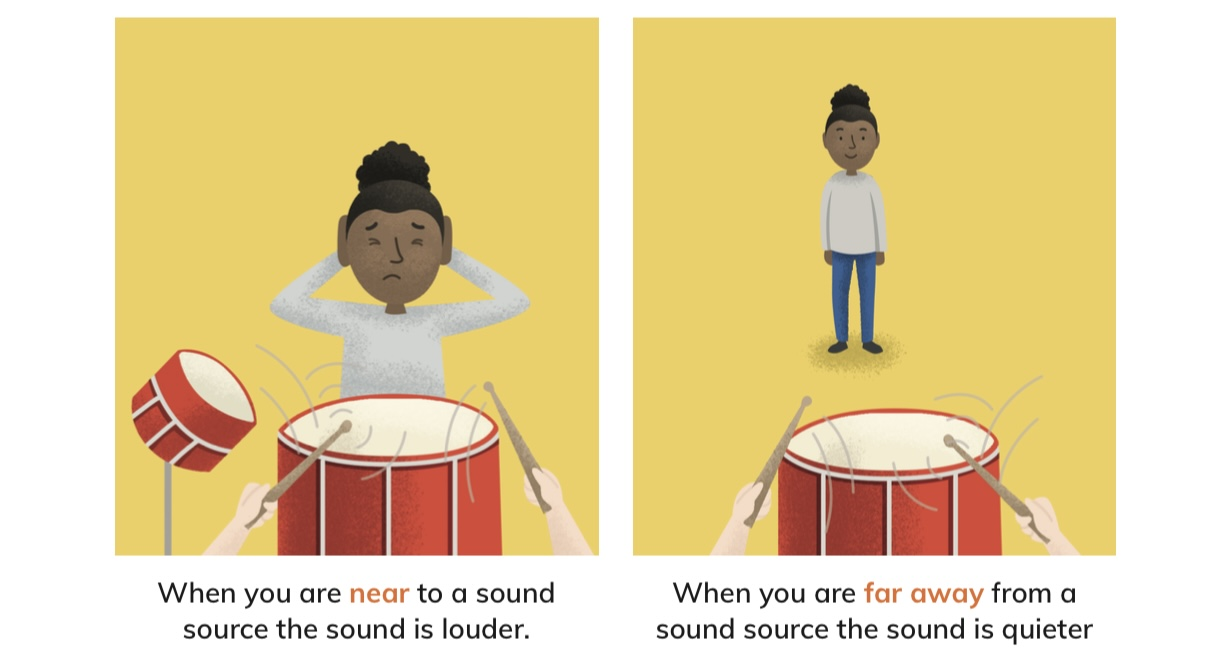 When you are near to a sound
source the sound is louder.
When you are far away from a
sound source the sound is quieter